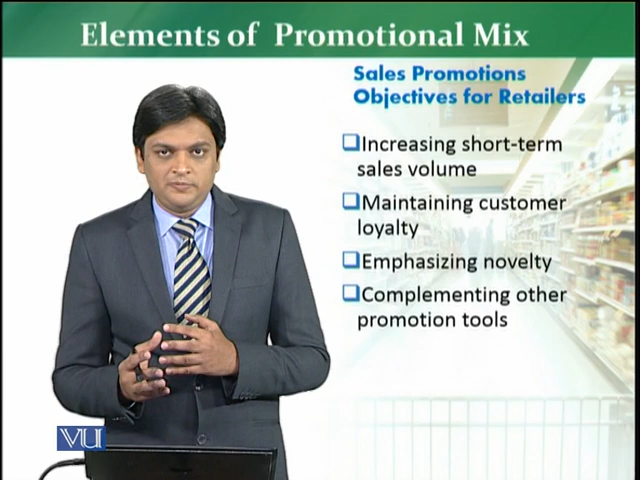 Elements of Promotional Mix
Sales Promotions
Objectives for Retailers
Increasing short-term
sales volume
Maintaining customer
loyalty
Emphasizing novelty
Complementing other
promotion tools
VU